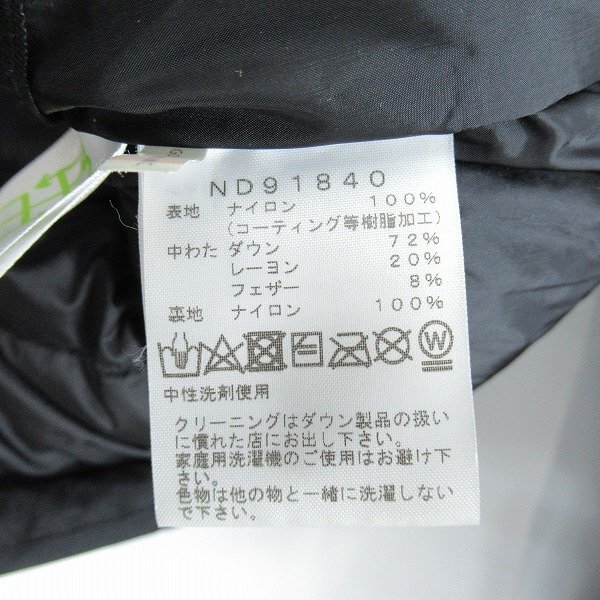 ND91840
表地 ナイロン 100%
(コーティング等樹脂加工)
中わた ダウン 72%
レーヨン 20%
フェザー 8%
裏地 ナイロン 100%
W
中性洗剤使用
クリーニングはダウン製品の扱い
に慣れた店にお出し下さい。
家庭用洗濯機のご使用はお避け下
さい。
色物は他の物と一緒に洗濯しない
で下さい。